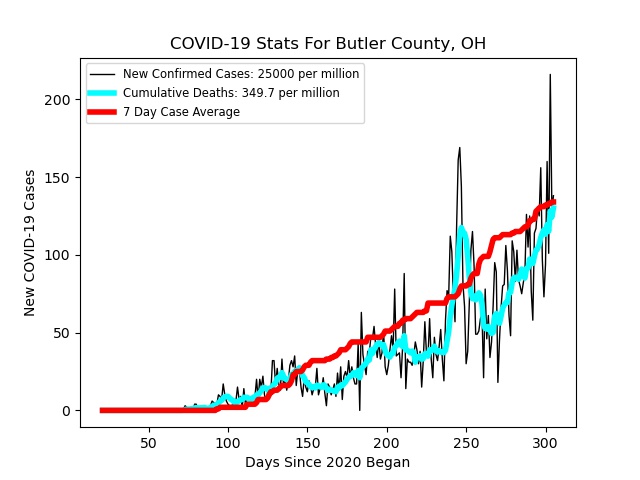 COVID-19 Stats For Butler County, OH
New Confirmed Cases: 25000 per million
Cumulative Deaths: 349.7 per million
7 Day Case Average
New COVID-19 Cases
200
150
100
50
0
50 100 150 200 250 300
Days Since 2020 Began